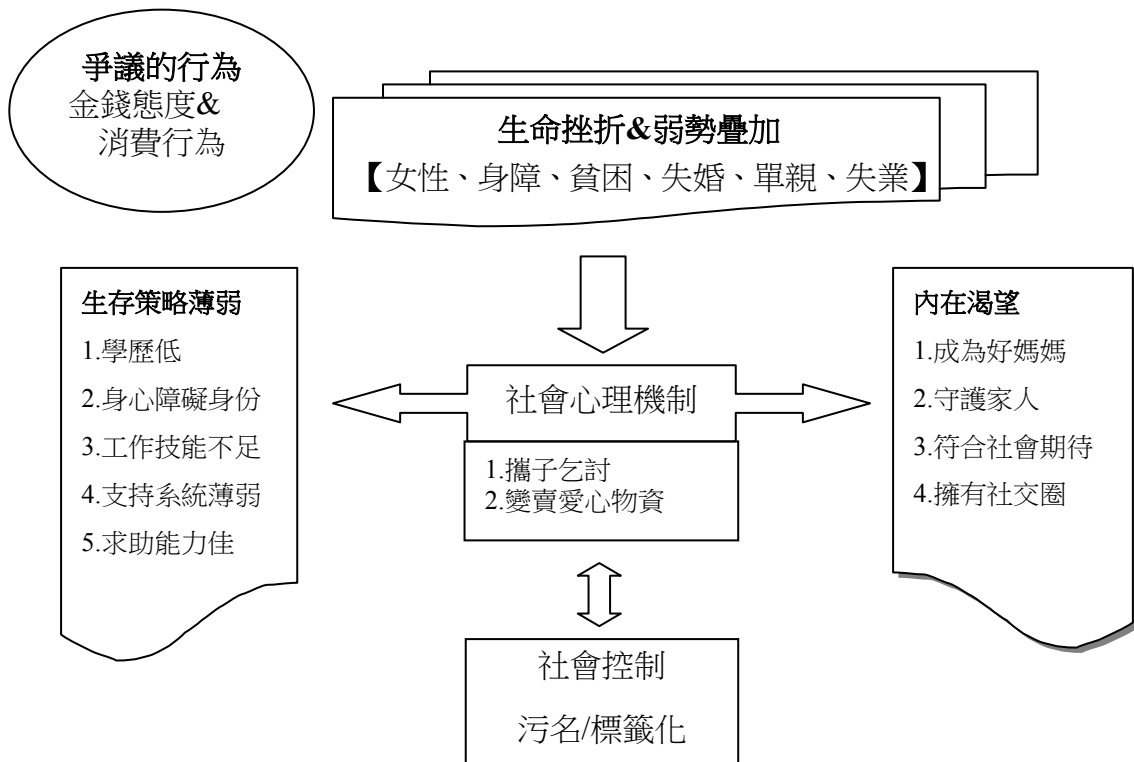 爭議的行為
金錢態度&
消費行為
生命挫折&弱勢疊加
【女性、身障、貧困、失婚、單親、失業】
生存策略薄弱
1.學歷低
2.身心障礙身份
3.工作技能不足
4.支持系統薄弱
5.求助能力佳
社會心理機制
1.攜子乞討
2.變賣愛心物資
內在渴望
1.成為好媽媽
2.守護家人
3.符合社會期待
4.擁有社交圈
社會控制
污名/標籤化